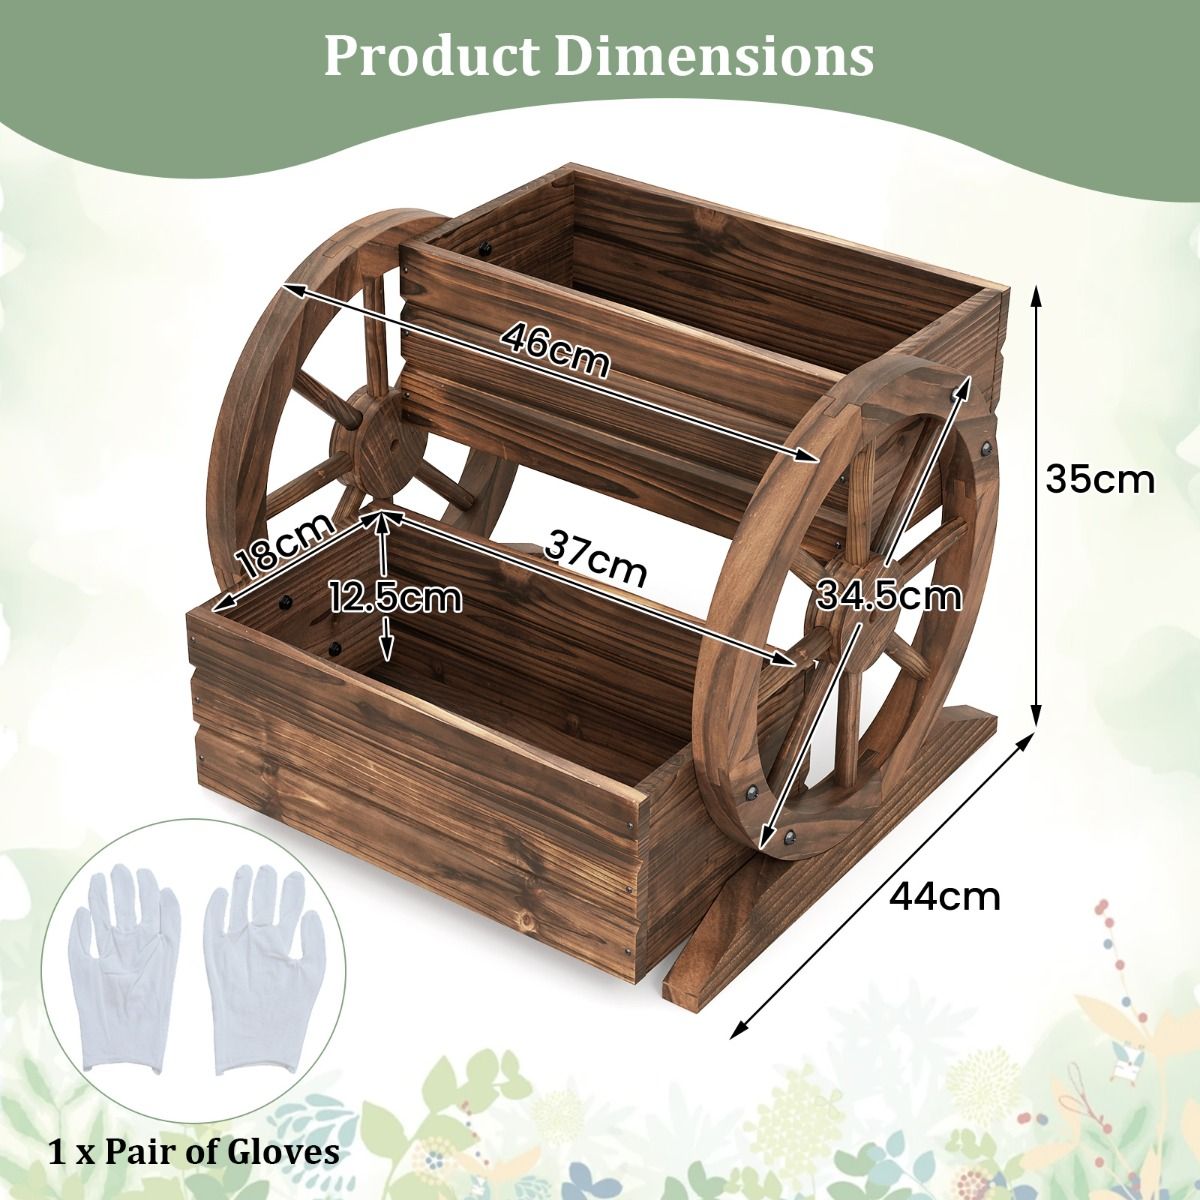 Product Dimensions
46cm
35cm
18cm
37cm
12.5cm
34.5cm
44cm
1 x Pair of Gloves